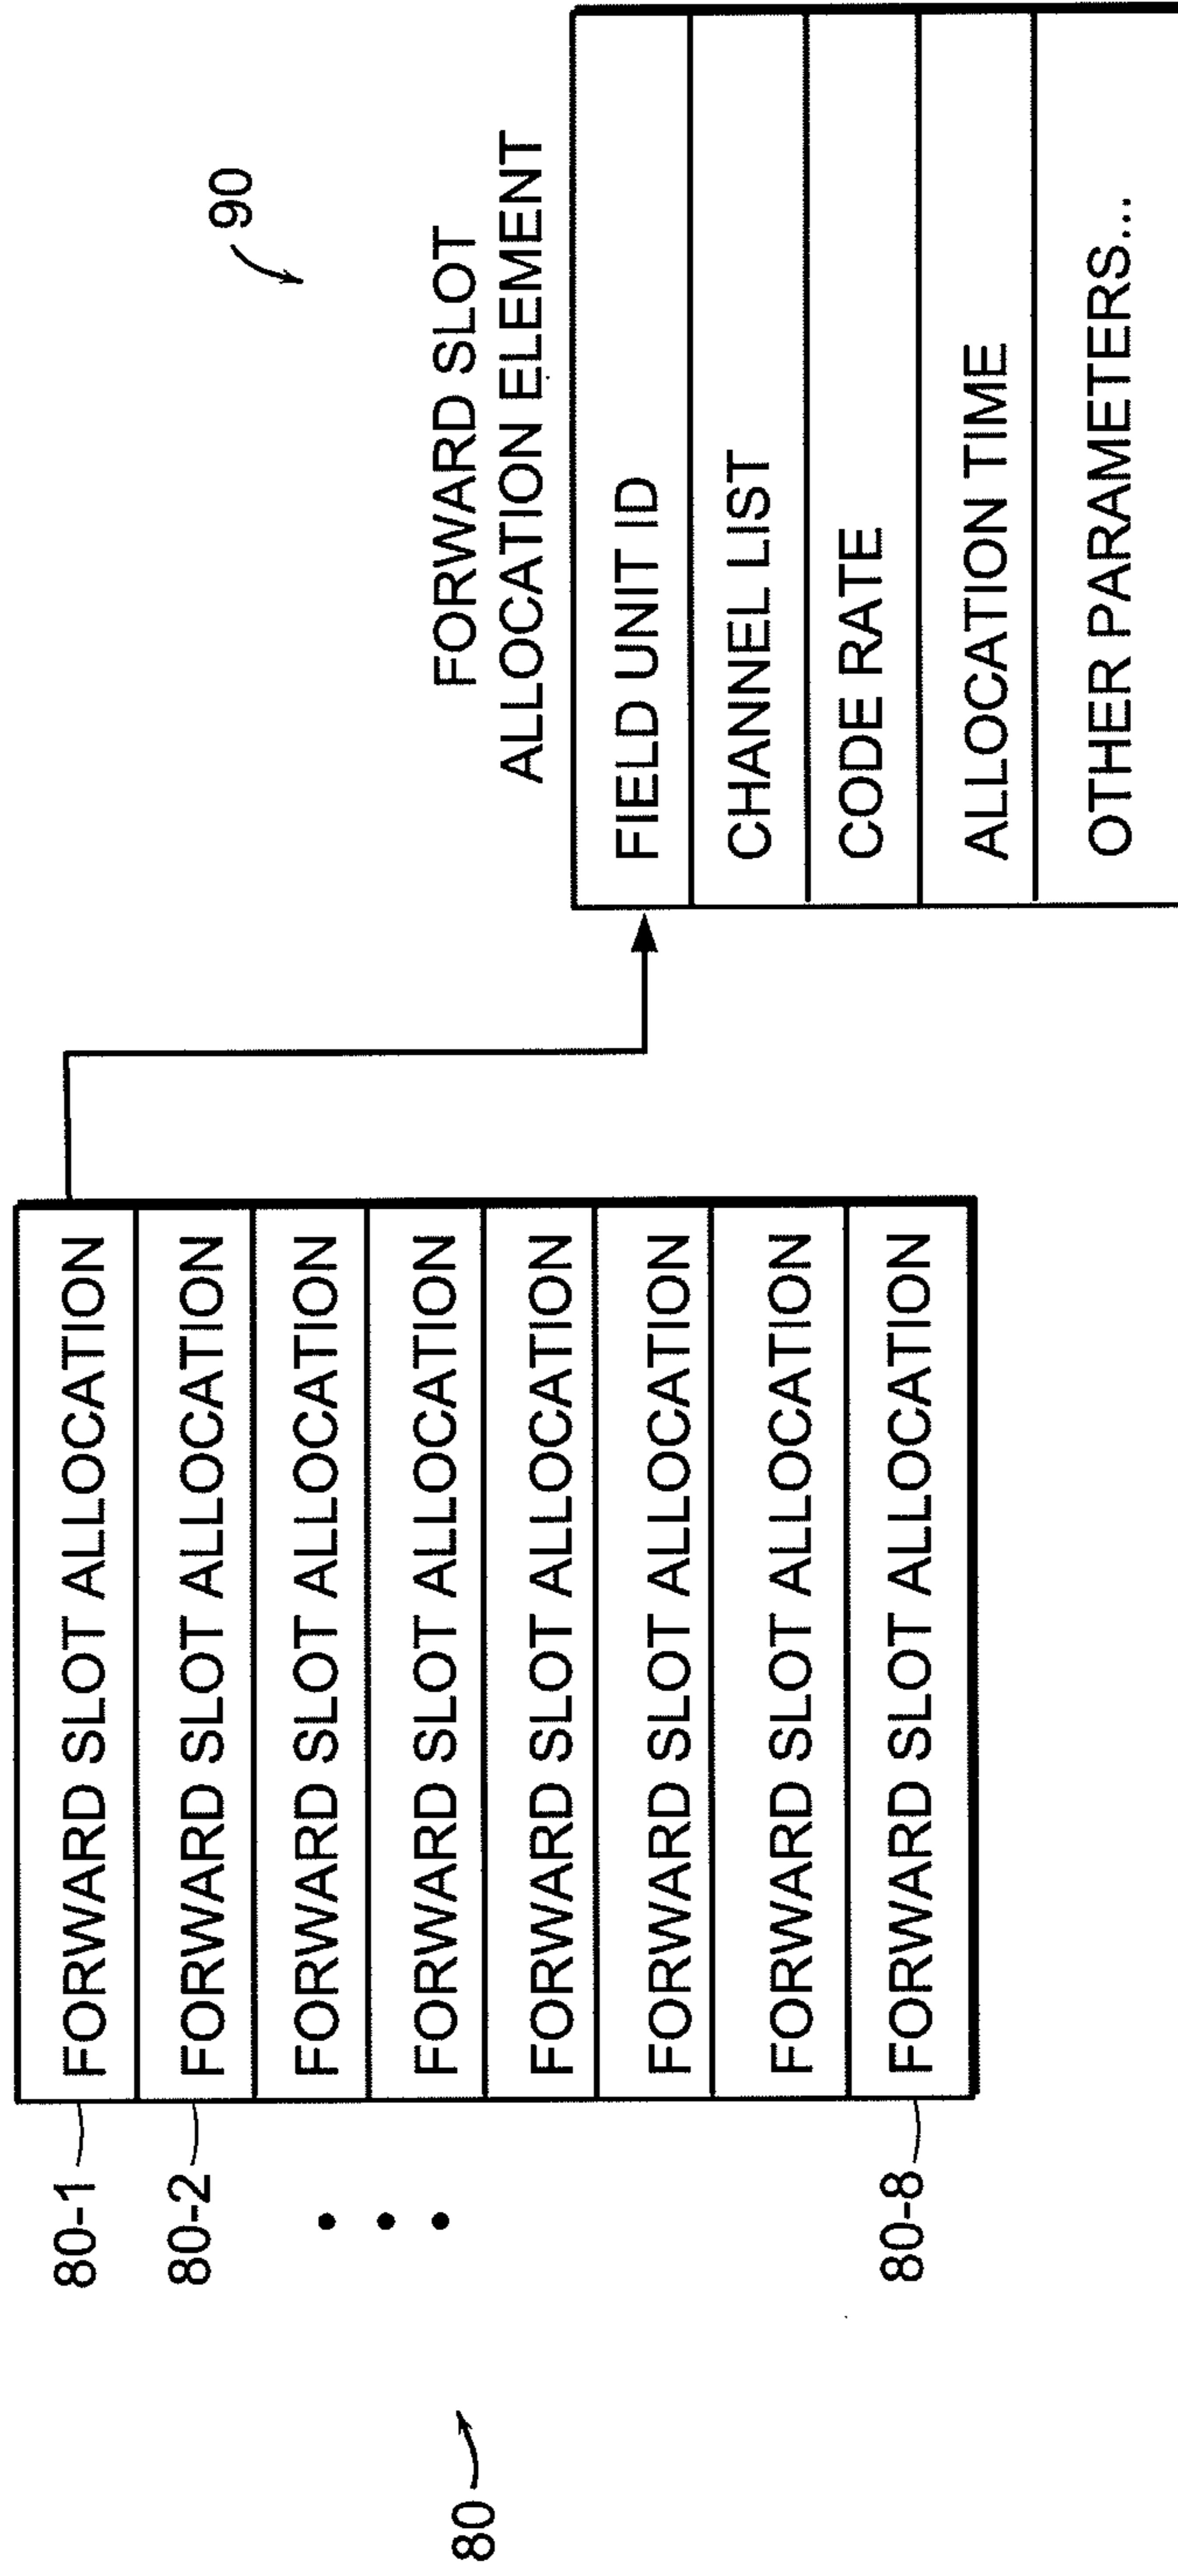 80
80-1
FORWARD SLOT ALLOCATION
80-2
FORWARD SLOT ALLOCATION
FORWARD SLOT ALLOCATION
FORWARD SLOT ALLOCATION
FORWARD SLOT ALLOCATION
FORWARD SLOT ALLOCATION
FORWARD SLOT ALLOCATION
80-8
FORWARD SLOT ALLOCATION
90
FORWARD SLOT
ALLOCATION ELEMENT
FIELD UNIT ID
CHANNEL LIST
CODE RATE
ALLOCATION TIME
OTHER PARAMETERS...